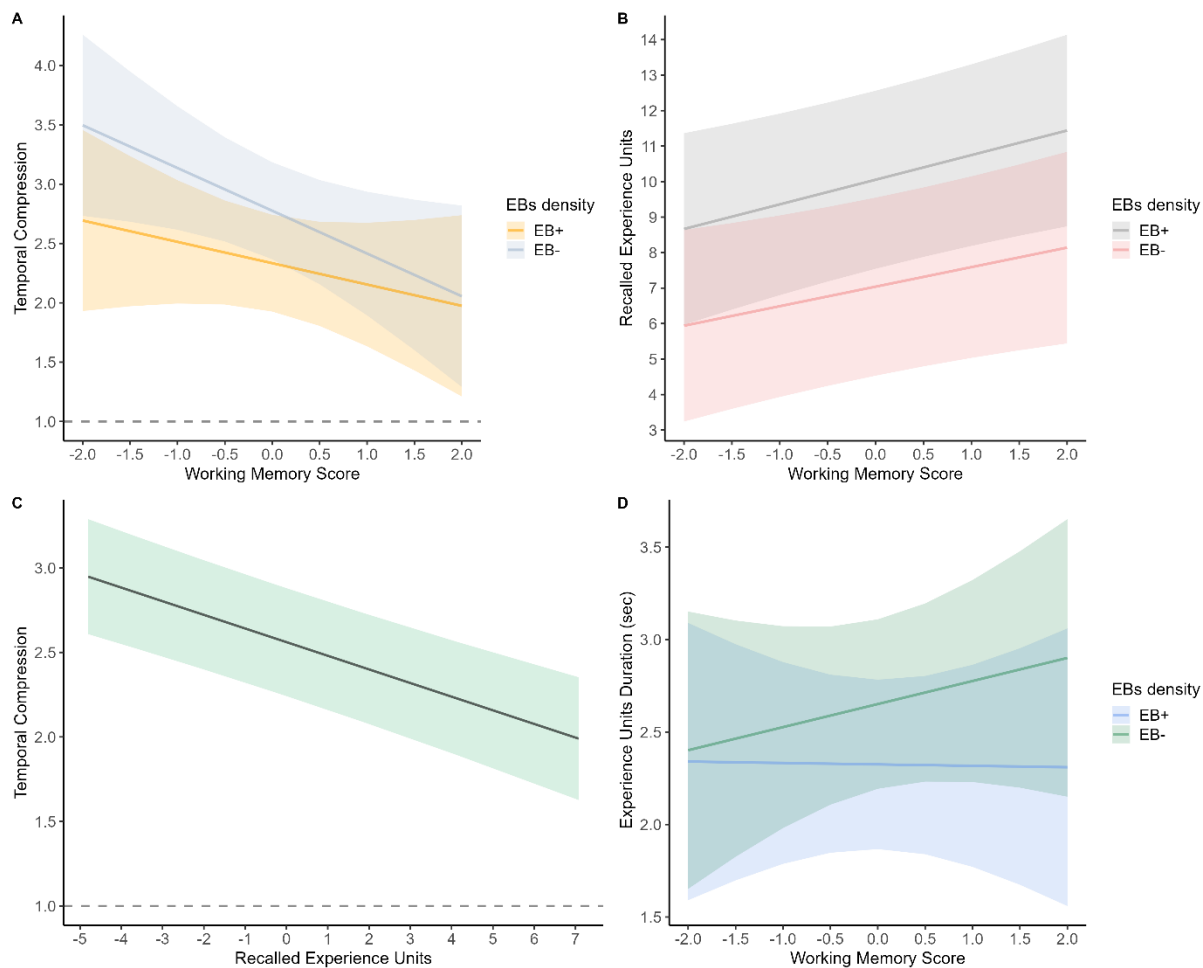 A
Temporal Compression
4.0
3.5
3.0
2.5
2.0
1.5
1.0
-2.0 -1.5 -1.0 -0.5 0.0 0.5 1.0 1.5 2.0
Working Memory Score
EBs density
EB+
EB-
B
Recalled Experience Units
14
13
12
11
10
9
8
7
6
5
4
3
-2.0 -1.5 -1.0 -0.5 0.0 0.5 1.0 1.5 2.0
Working Memory Score
EBs density
EB+
EB-
C
Temporal Compression
3.0
2.5
2.0
1.5
1.0
-5 -4 -3 -2 -1 0 1 2 3 4 5 6 7
Recalled Experience Units
D
Experience Units Duration (sec)
3.5
3.0
2.5
2.0
1.5
-2.0 -1.5 -1.0 -0.5 0.0 0.5 1.0 1.5 2.0
Working Memory Score
EBs density
EB+
EB-